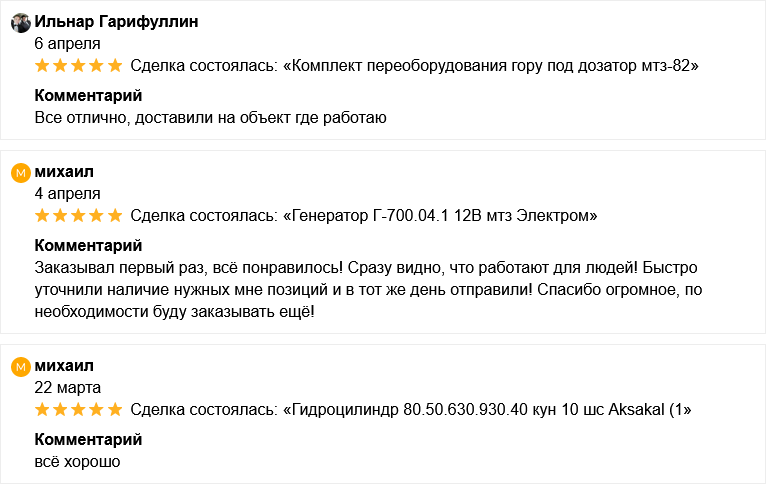 Ильнар Гарифуллин
6 апреля
Сделка состоялась: «Комплект переоборудования гору под дозатор мтз-82»
Комментарий
Все отлично, доставили на объект где работаю
М
михаил
4 апреля
Сделка состоялась: «Генератор Г-700.04.1 12В мтз Электром»
Комментарий
Заказывал первый раз, всё понравилось! Сразу видно, что работают для людей! Быстро
уточнили наличие нужных мне позиций и в тот же день отправили! Спасибо огромное, по
необходимости буду заказывать ещё!
М
михаил
22 марта
Сделка состоялась: «Гидроцилиндр 80.50.630.930.40 кун 10 шс Aksakal (1»
Комментарий
всё хорошо